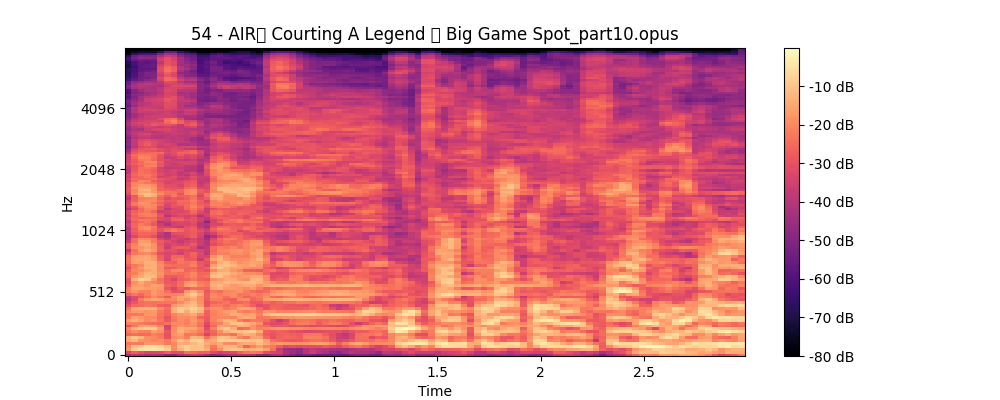 54 - AIR▯ Courting A Legend ▯ Big Game Spot_part10.opus
4096
2048
1024
512
0
Hz
0
0.5
1
1.5
2
2.5
Time
-10 dB
-20 dB
-30 dB
-40 dB
-50 dB
-60 dB
-70 dB
-80 dB